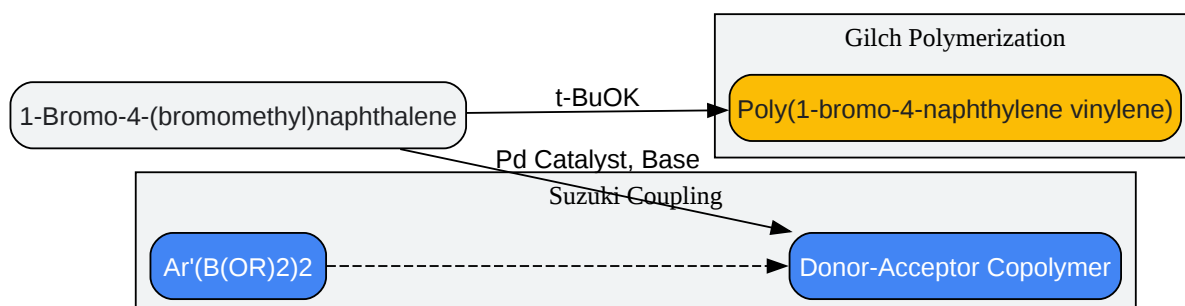 Gilch Polymerization
1-Bromo-4-(bromomethyl)naphthalene
t-BuOK
Poly(1-bromo-4-naphthylene vinylene)
Pd Catalyst, Base
Suzuki Coupling
Ar'(B(OR)2)2
Donor-Acceptor Copolymer